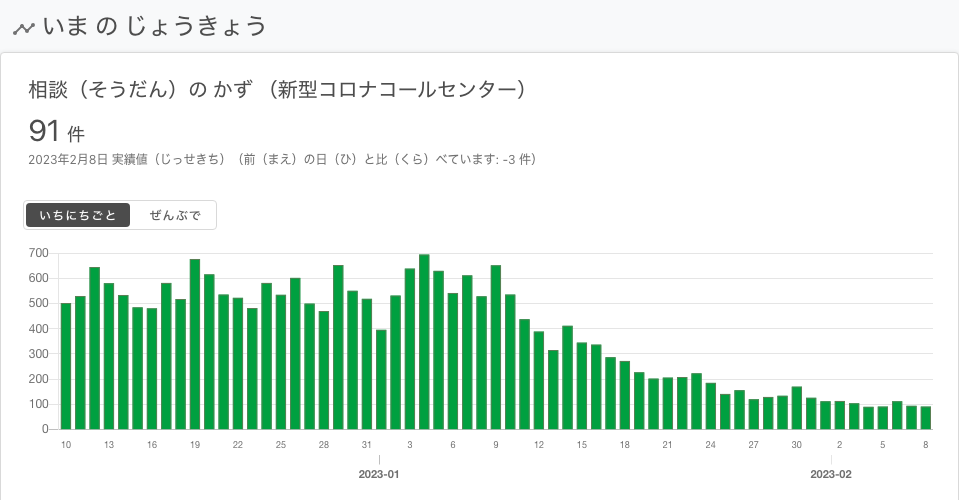 いま の じょうきょう
相談（そうだん）の かず （新型コロナコールセンター）
91 件
2023年2月8日 実績値（じっせきち）（前（まえ）の日（ひ）と比（くら）べています: -3 件）
いちにちごと ぜんぶで
700
600
500
400
300
200
100
0
10 13 16 19 22 25 28 31 3 6 9 12 15 18 21 24 27 30 2 5 8
2023-01 2023-02